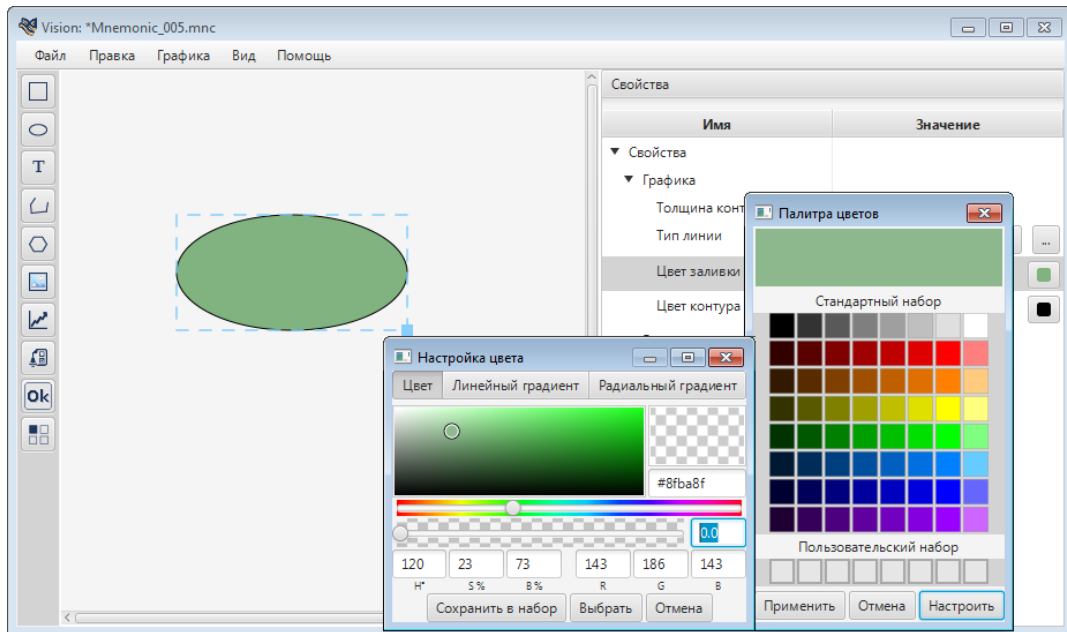 Vision: *Mnemonic_005.mnc
Файл Правка Графика Вид Помощь
Свойства
Имя Значение
Свойства
Графика
Толщина конт
Тип линии
...
Цвет заливки
Цвет контура
T
Ok
Палитра цветов
Стандартный набор
Пользовательский набор
Применить Отмена Настроить
Настройка цвета
Цвет Линейный градиент Радиальный градиент
#8fba8f
0.0
120 23 73 143 186 143
H° S % B % R G B
Сохранить в набор Выбрать Отмена